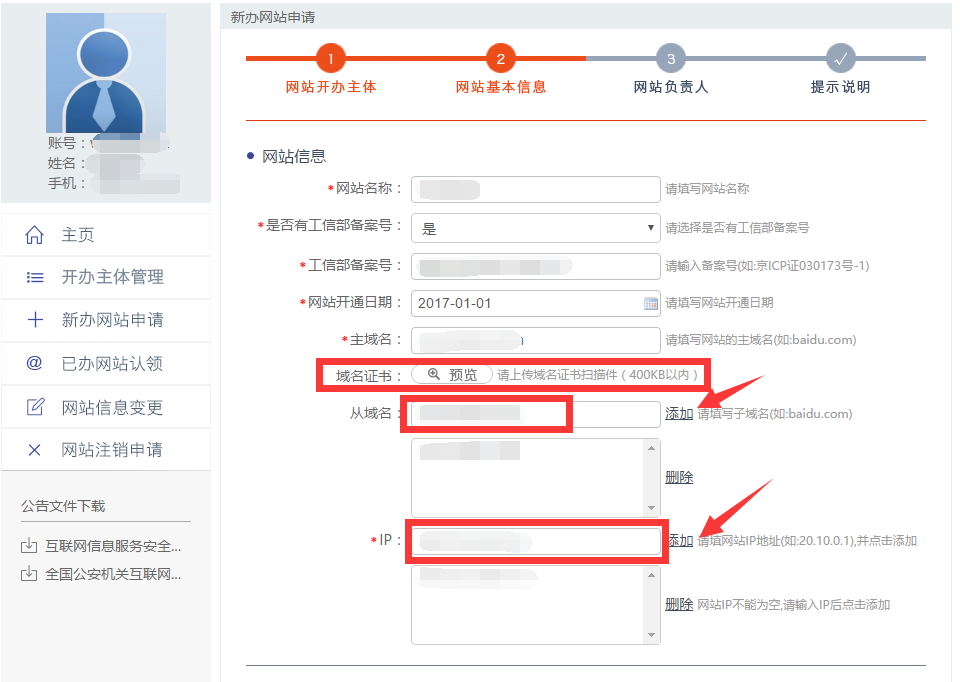 账号：
姓名：
手机：
主页
开办主体管理
新办网站申请
@ 已办网站认领
网站信息变更
网站注销申请
公告文件下载
互联网信息服务安全...
全国公安机关互联网...
新办网站申请
1 2 3
网站开办主体 网站基本信息 网站负责人 提示说明
网站信息
*网站名称： 请填写网站名称
*是否有工信部备案号： 是 请选择是否有工信部备案号
*工信部备案号： 请输入备案号(如:京ICP证030173号-1)
*网站开通日期： 2017-01-01 请填写网站开通日期
*主域名： 请填写网站的主域名(如:baidu.com)
域名证书： 预览 请上传域名证书扫描件（400KB以内）
从域名： 添加 请填写子域名(如:baidu.com)
删除
*IP： 添加 请填网站IP地址(如:20.10.0.1),并点击添加
删除 网站IP不能为空,请输入IP后点击添加